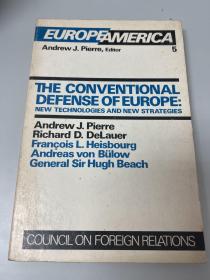 EUROPE/AMERICA
Andrew J. Pierre, Editor 5
THE CONVENTIONAL
DEFENSE OF EUROPE:
NEW TECHNOLOGIES AND NEW STRATEGIES
Andrew J. Pierre
Richard D. DeLauer
François L. Heisbourg
Andreas von Bülow
General Sir Hugh Beach
COUNCIL ON FOREIGN RELATIONS